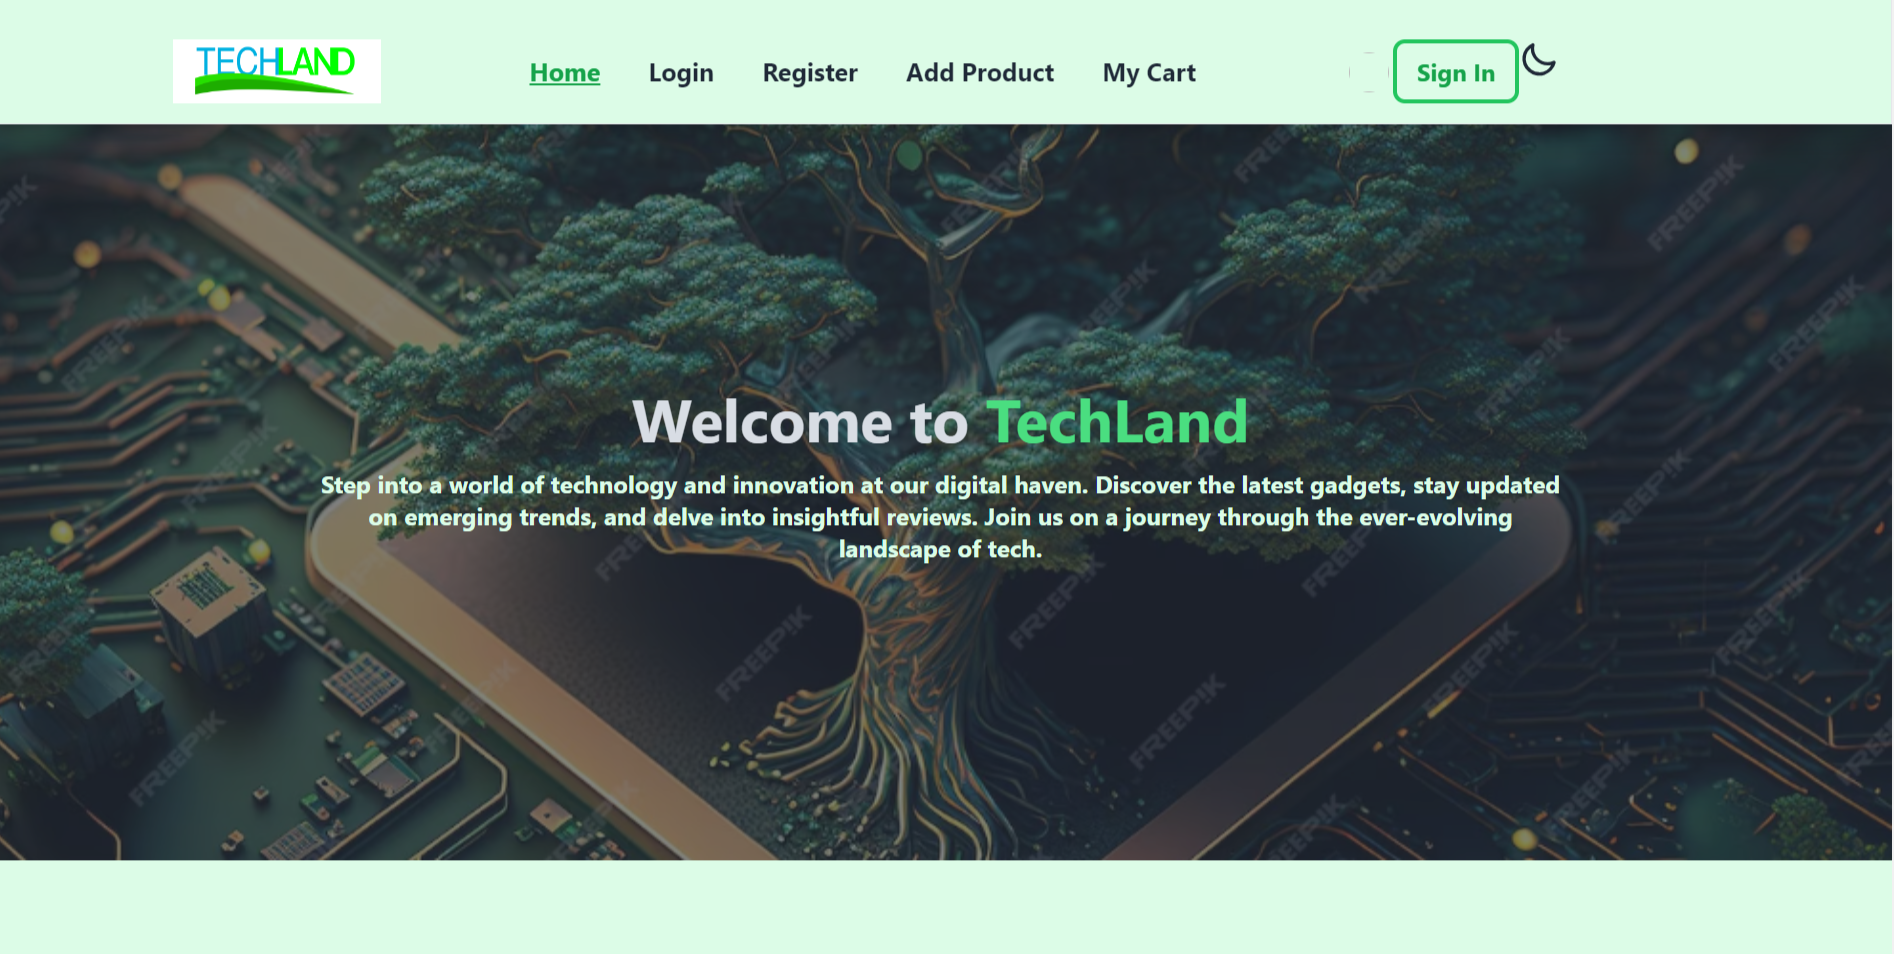 TECHLAND
Home
Login
Register
Add Product
My Cart
Sign In
Welcome to TechLand
Step into a world of technology and innovation at our digital haven. Discover the latest gadgets, stay updated
on emerging trends, and delve into insightful reviews. Join us on a journey through the ever-evolving
landscape of tech.
FREEPIK